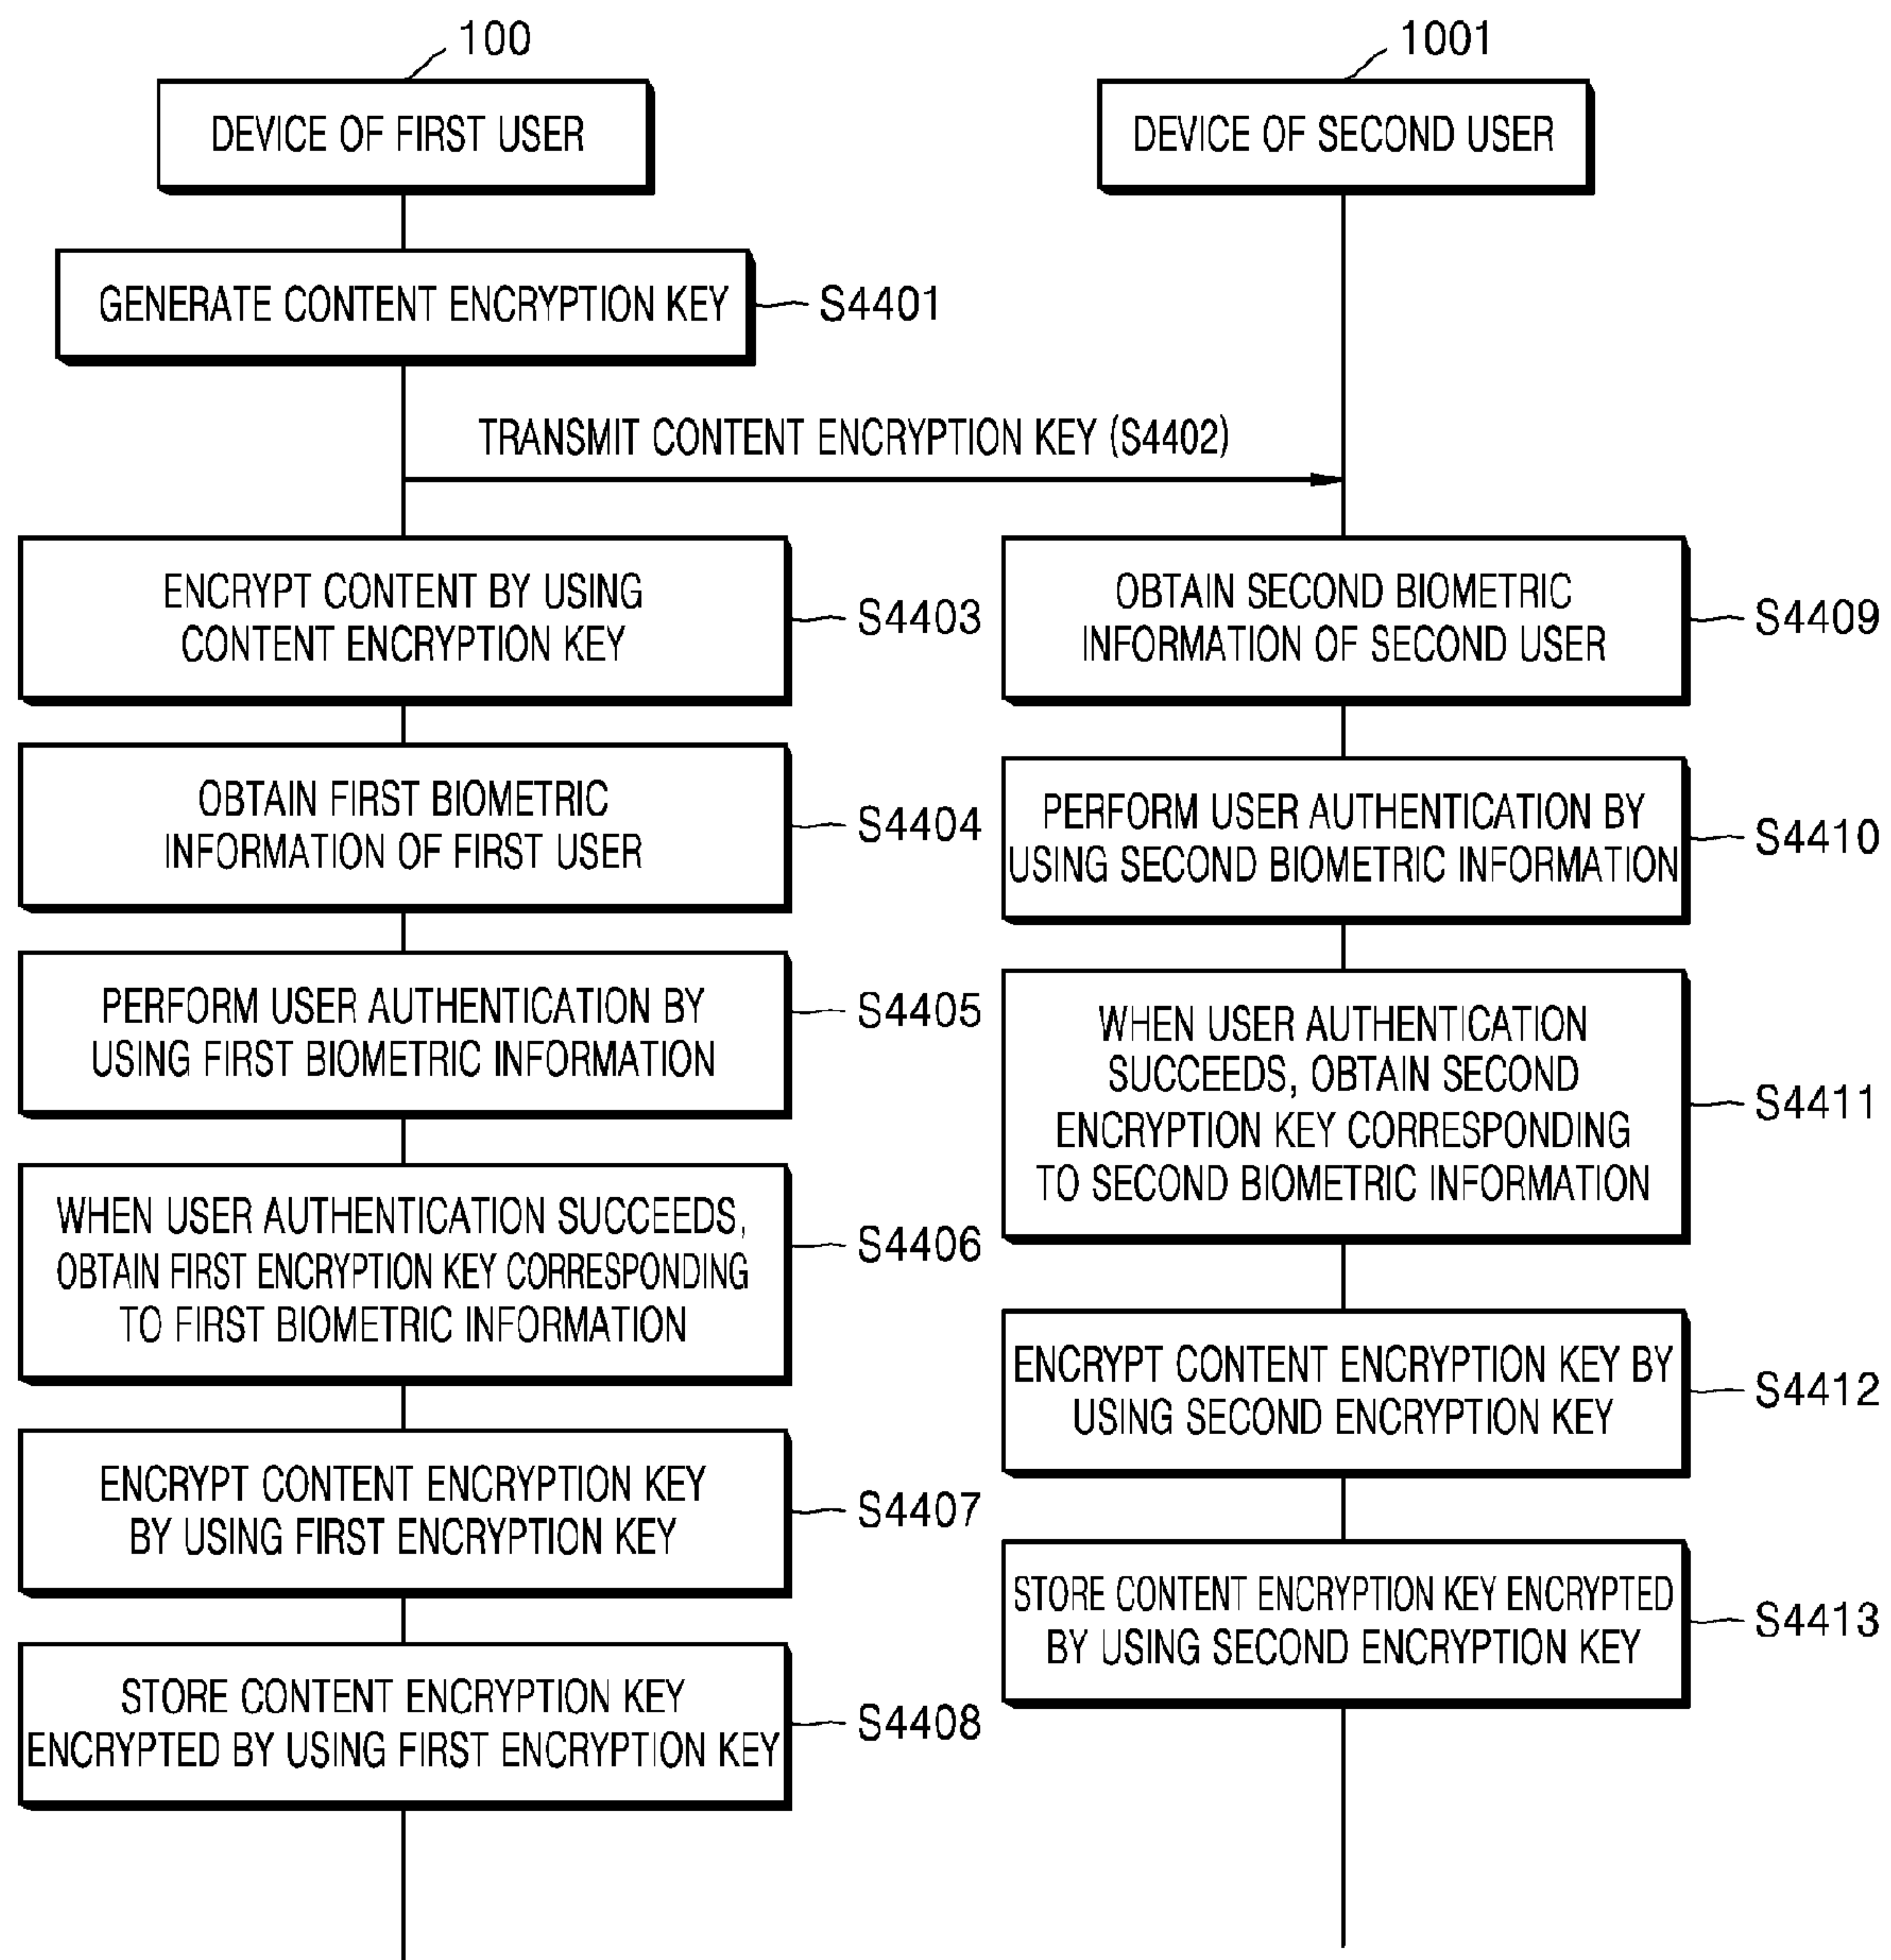 100
DEVICE OF FIRST USER
1001
DEVICE OF SECOND USER
GENERATE CONTENT ENCRYPTION KEY
S4401
TRANSMIT CONTENT ENCRYPTION KEY (S4402)
ENCRYPT CONTENT BY USING
CONTENT ENCRYPTION KEY
S4403
OBTAIN FIRST BIOMETRIC
INFORMATION OF FIRST USER
S4404
PERFORM USER AUTHENTICATION BY
USING FIRST BIOMETRIC INFORMATION
S4405
WHEN USER AUTHENTICATION SUCCEEDS,
OBTAIN FIRST ENCRYPTION KEY CORRESPONDING
TO FIRST BIOMETRIC INFORMATION
S4406
ENCRYPT CONTENT ENCRYPTION KEY
BY USING FIRST ENCRYPTION KEY
S4407
STORE CONTENT ENCRYPTION KEY
ENCRYPTED BY USING FIRST ENCRYPTION KEY
S4408
OBTAIN SECOND BIOMETRIC
INFORMATION OF SECOND USER
S4409
PERFORM USER AUTHENTICATION BY
USING SECOND BIOMETRIC INFORMATION
S4410
WHEN USER AUTHENTICATION
SUCCEEDS, OBTAIN SECOND
ENCRYPTION KEY CORRESPONDING
TO SECOND BIOMETRIC INFORMATION
S4411
ENCRYPT CONTENT ENCRYPTION KEY BY
USING SECOND ENCRYPTION KEY
S4412
STORE CONTENT ENCRYPTION KEY ENCRYPTED
BY USING SECOND ENCRYPTION KEY
S4413